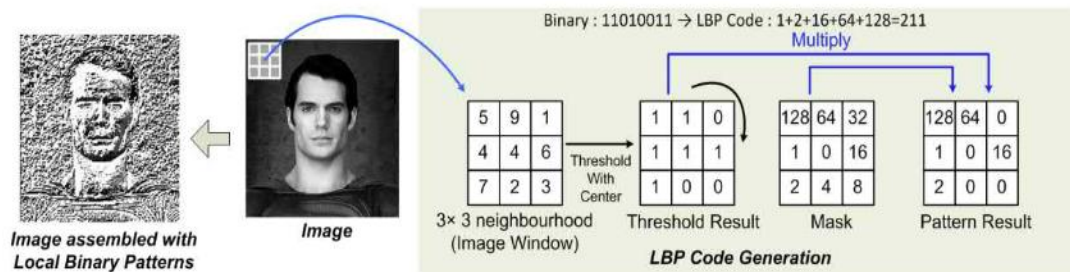 Binary : 11010011 → LBP Code : 1+2+16+64+128=211
Multiply
5 9 1
4 4 6
7 2 3
Threshold
With
Center
1 1 0
1 1 1
1 0 0
128 64 32
1 0 16
2 4 8
128 64 0
1 0 16
2 0 0
3× 3 neighbourhood
(Image Window)
Threshold Result
Mask
Pattern Result
LBP Code Generation
Image
Image assembled with
Local Binary Patterns